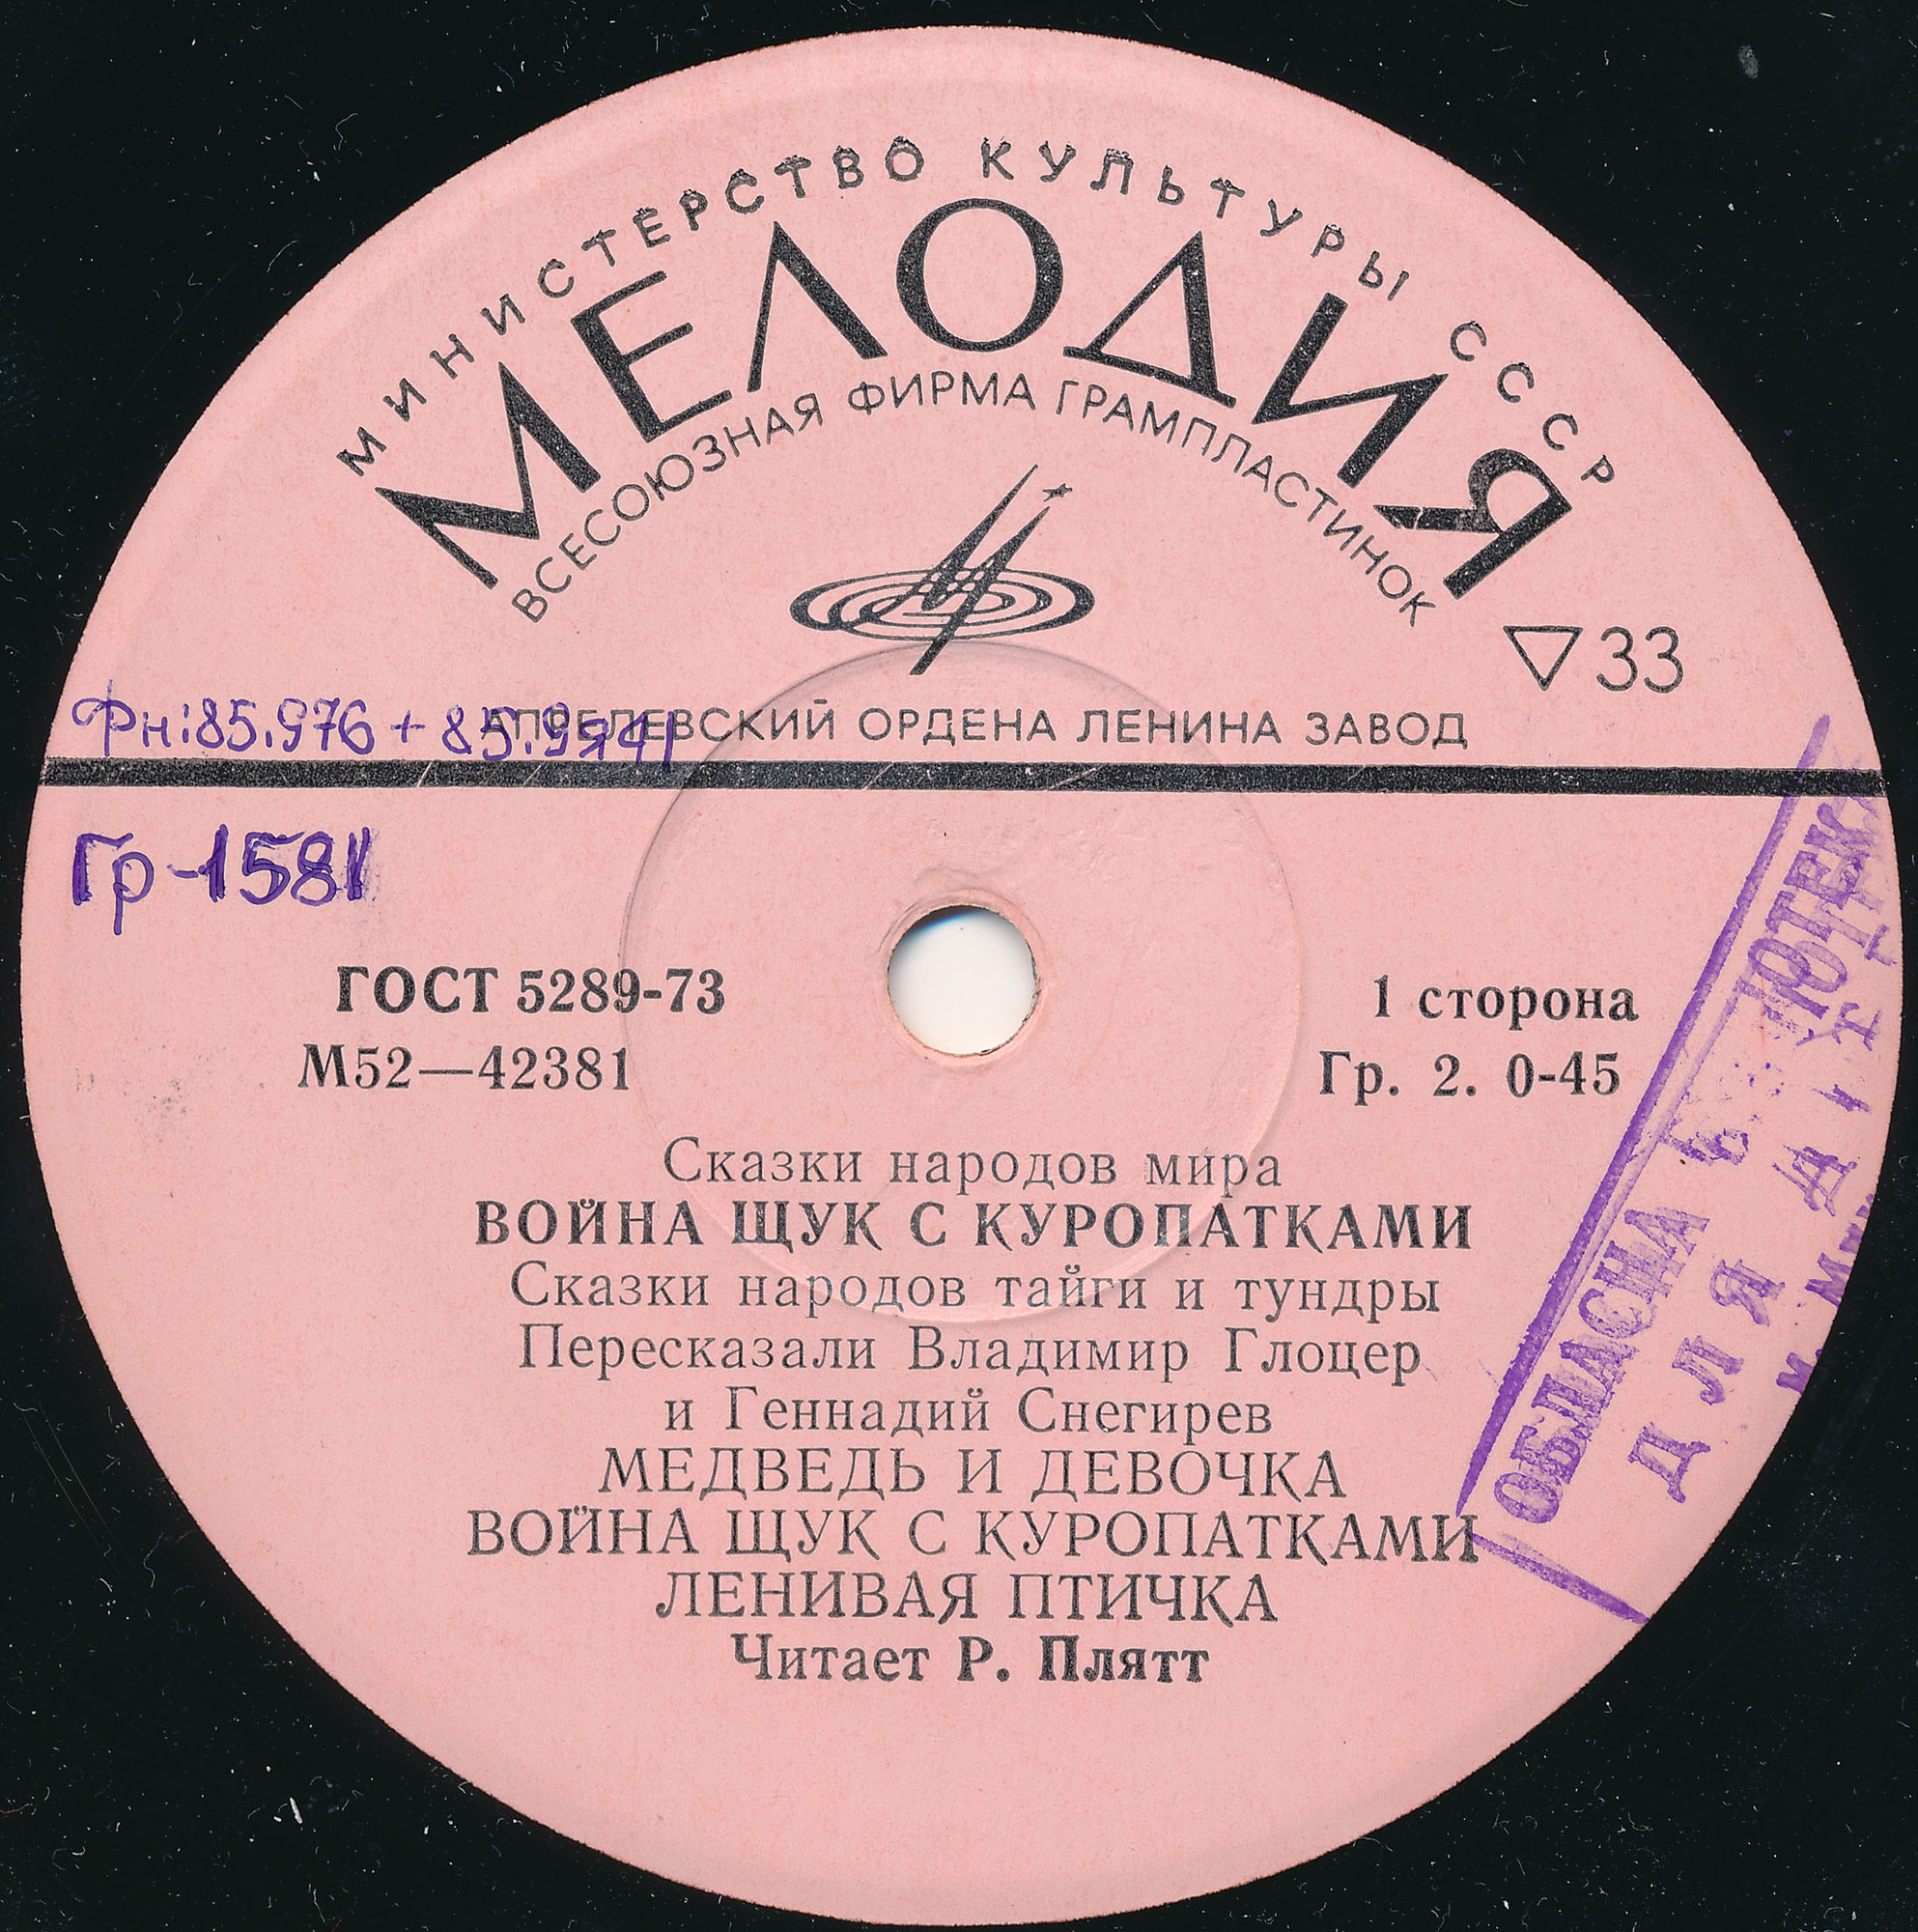 МИНИСТЕРСТВО КУЛЬТУРЫ СССР
МЕЛОДИЯ
ВСЕСОЮЗНАЯ ФИРМА ГРАМПЛАСТИНОК
33
АПРЕЛЕВСКИЙ ОРДЕНА ЛЕНИНА ЗАВОД
Фн:85.976 +
Гр-1581
ГОСТ 5289-73
1 сторона
М52—42381
Гр. 2. 0-45
Сказки народов мира
ВОЙНА ЩУК С КУРОПАТКАМИ
Сказки народов тайги и тундры
Пересказали Владимир Глоцер
и Геннадий Снегирев
МЕДВЕДЬ И ДЕВОЧКА
ВОЙНА ЩУК С КУРОПАТКАМИ
ЛЕНИВАЯ ПТИЧКА
Читает Р. Плятт
ОБЛАСНА
ДЛЯ